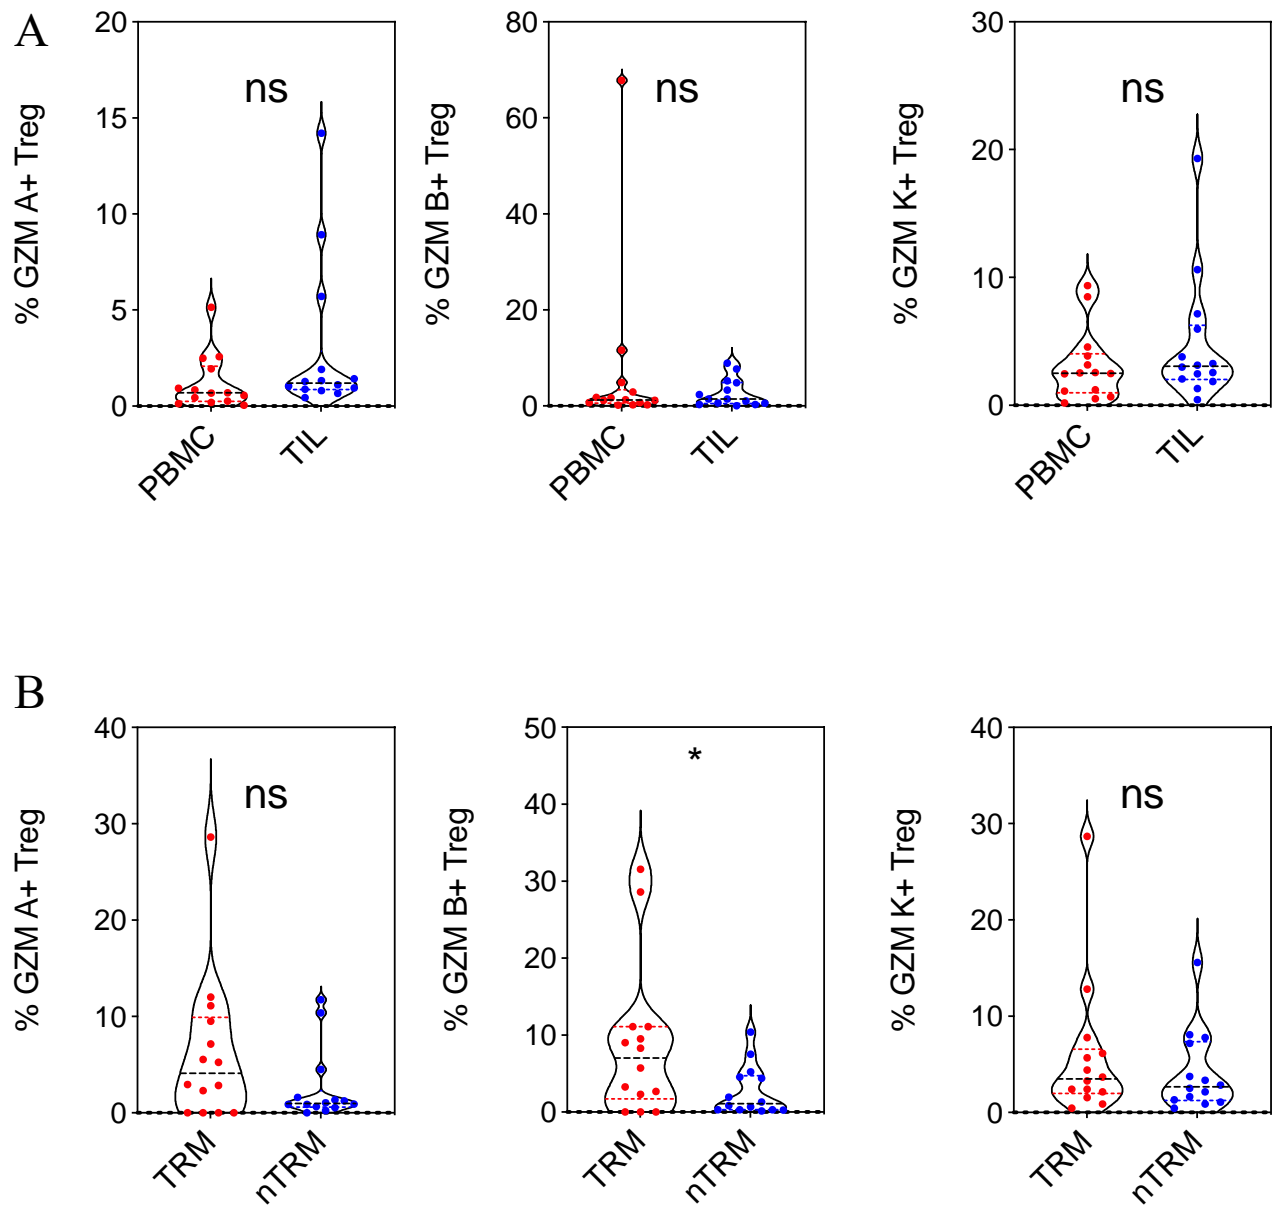 A
% GZM A+ Treg
20
15
10
5
0
ns
PBMC
TIL
% GZM B+ Treg
80
60
40
20
0
ns
PBMC
TIL
% GZM K+ Treg
30
20
10
0
ns
PBMC
TIL
B
% GZM A+ Treg
40
30
20
10
0
ns
TRM
nTRM
% GZM B+ Treg
50
40
30
20
10
0
*
TRM
nTRM
% GZM K+ Treg
40
30
20
10
0
ns
TRM
nTRM